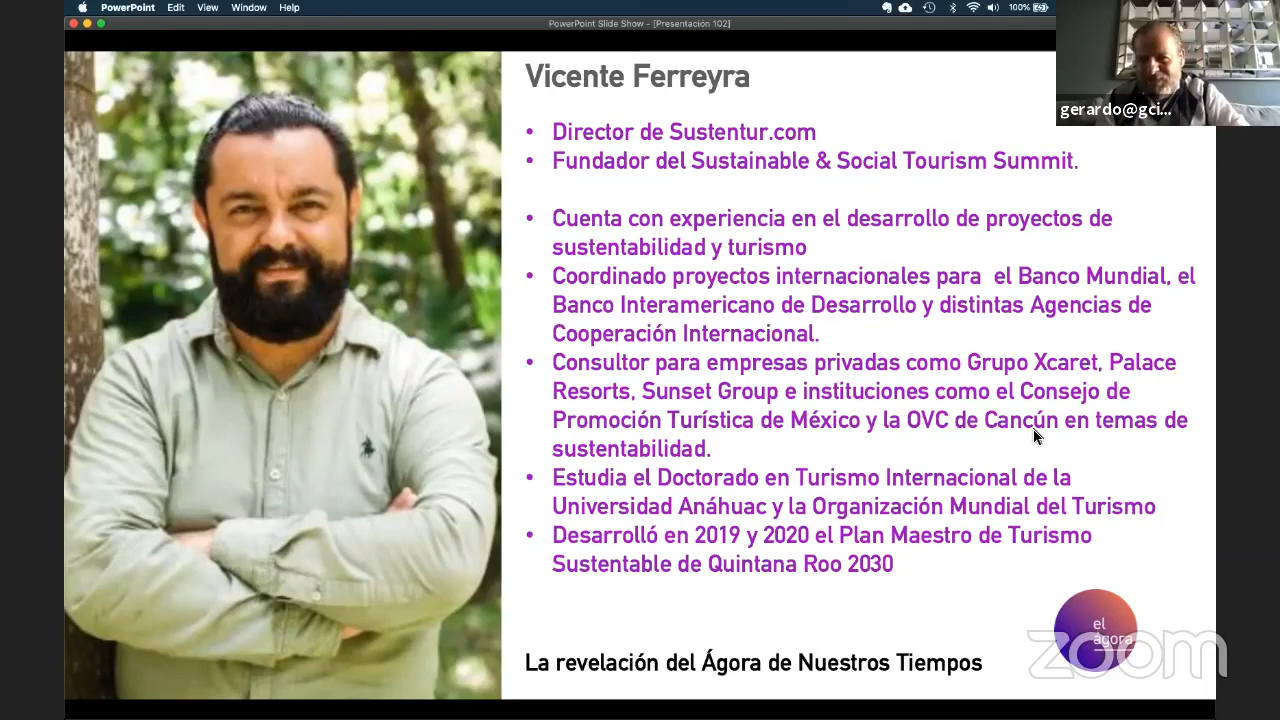 PowerPoint Edit View Window Help
100%
PowerPoint Slide Show - [Presentación 102]
gerardo@gci...
Vicente Ferreyra
• Director de Sustentur.com
• Fundador del Sustainable & Social Tourism Summit.
• Cuenta con experiencia en el desarrollo de proyectos de
sustentabilidad y turismo
• Coordinado proyectos internacionales para el Banco Mundial, el
Banco Interamericano de Desarrollo y distintas Agencias de
Cooperación Internacional.
• Consultor para empresas privadas como Grupo Xcaret, Palace
Resorts, Sunset Group e instituciones como el Consejo de
Promoción Turística de México y la OVC de Cancún en temas de
sustentabilidad.
• Estudia el Doctorado en Turismo Internacional de la
Universidad Anáhuac y la Organización Mundial del Turismo
• Desarrolló en 2019 y 2020 el Plan Maestro de Turismo
Sustentable de Quintana Roo 2030
el
ágora
zoom
La revelación del Ágora de Nuestros Tiempos